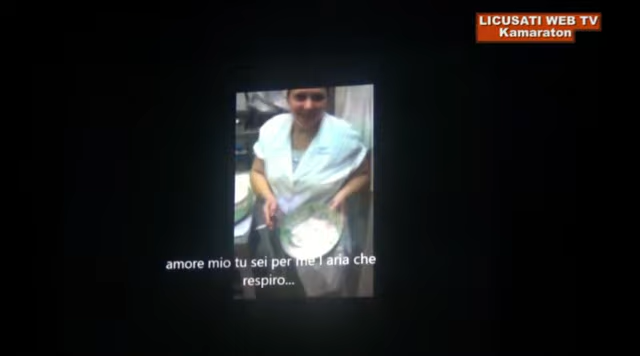 LICUSATI WEB TV
Kamaraton
amore mio tu sei per me l aria che
respiro...